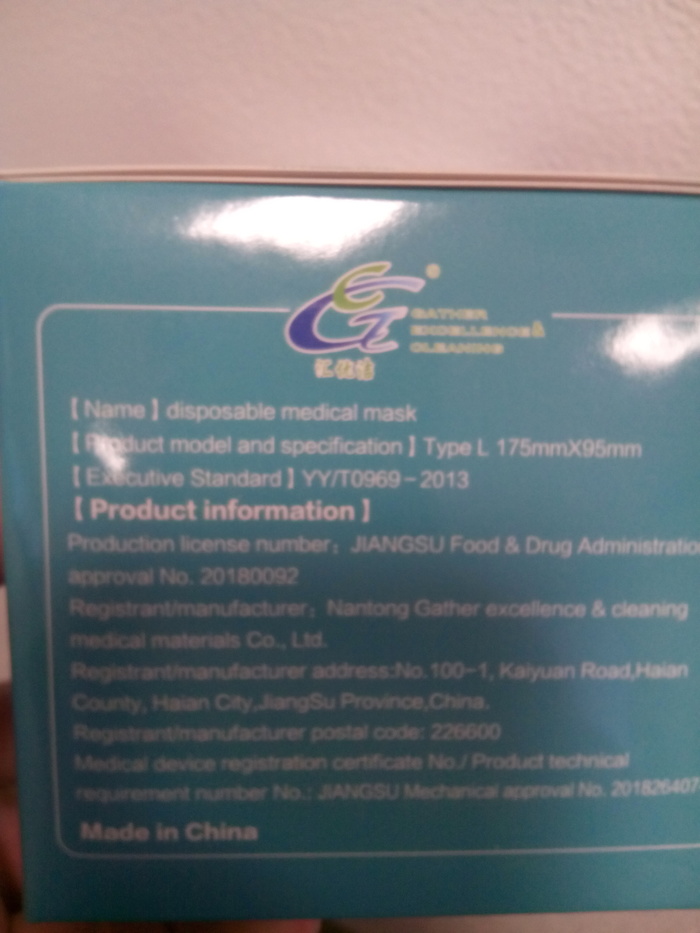 GATHER
EXCELLENCE &
CLEANING
【Name】disposable medical mask
【Product model and specification】Type L 175mmX95mm
【Executive Standard】YY/T0969-2013
【Product information】
Production license number：JIANGSU Food & Drug Administratio
approval No. 20180092
Registrant/manufacturer：Nantong Gather excellence & cleaning
medical materials Co., Ltd.
Registrant/manufacturer address:No.100-1, Kaiyuan Road,Haian
County, Haian City,JiangSu Province,China.
Registrant/manufacturer postal code: 226600
Medical device registration certificate No./ Product technical
requirement number No.: JIANGSU Mechanical approval No. 201826407
Made in China